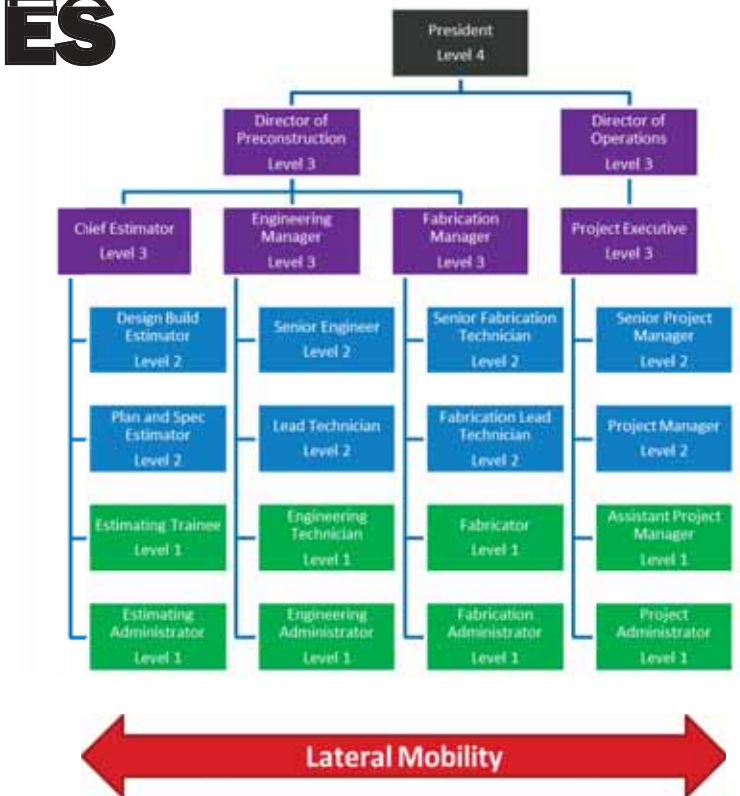 ES
President
Level 4
Director of
Preconstruction
Level 3
Director of
Operations
Level 3
Chief Estimator
Level 3
Engineering
Manager
Level 3
Fabrication
Manager
Level 3
Project Executive
Level 3
Design Build
Estimator
Level 2
Senior Engineer
Level 2
Senior Fabrication
Technician
Level 2
Senior Project
Manager
Level 2
Plan and Spec
Estimator
Level 2
Lead Technician
Level 2
Fabrication Lead
Technician
Level 2
Project Manager
Level 2
Estimating Trainee
Level 1
Engineering
Technician
Level 1
Fabricator
Level 1
Assistant Project
Manager
Level 1
Estimating
Administrator
Level 1
Engineering
Administrator
Level 1
Fabrication
Administrator
Level 1
Project
Administrator
Level 1
Lateral Mobility